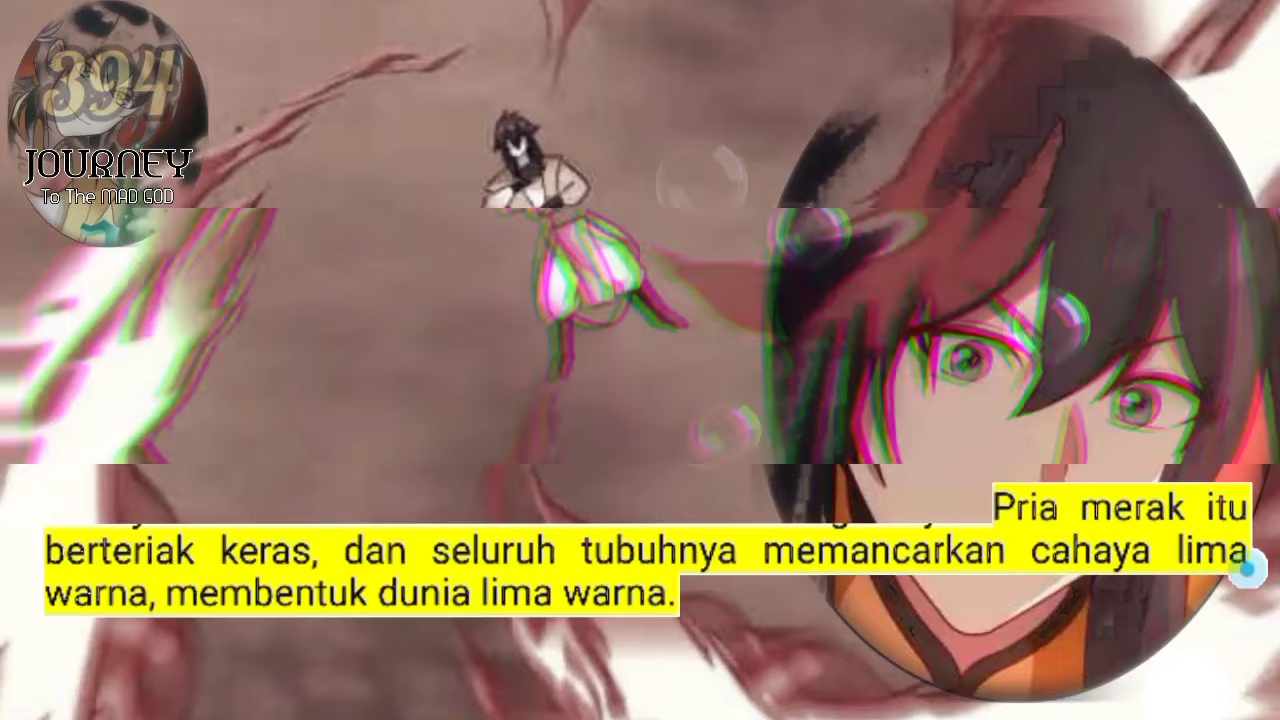 394
JOURNEY
To The MAD GOD
Pria merak itu
berteriak keras, dan seluruh tubuhnya memancarkan cahaya lima
warna, membentuk dunia lima warna.